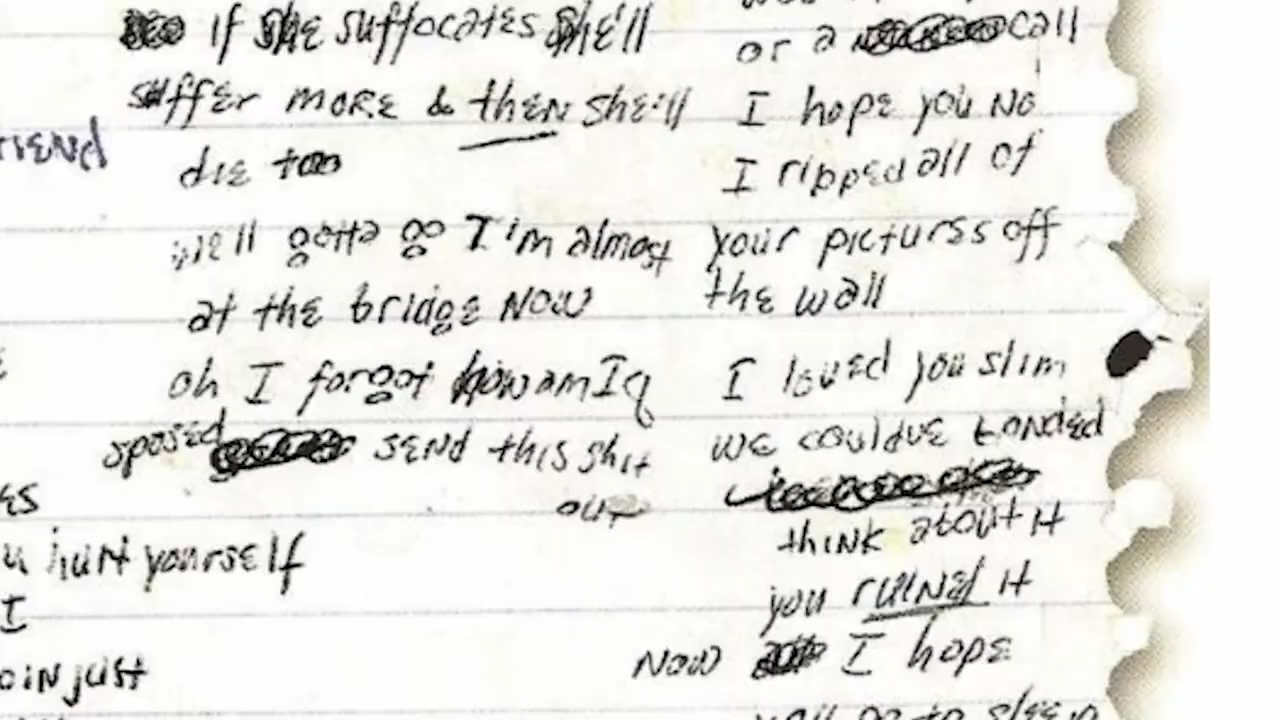 riend
es
u hurt yourself
I
oin just
if she suffocates she'll
suffer more & then she'll
die too
well gotta go I'm almost
at the bridge now
oh I forgot how am I
sposed send this shit
out
or a call
I hope you no
I ripped all of
your picturss off
the wall
I loved you slim
we couldve bonded
think about it
you ruined it
now I hope